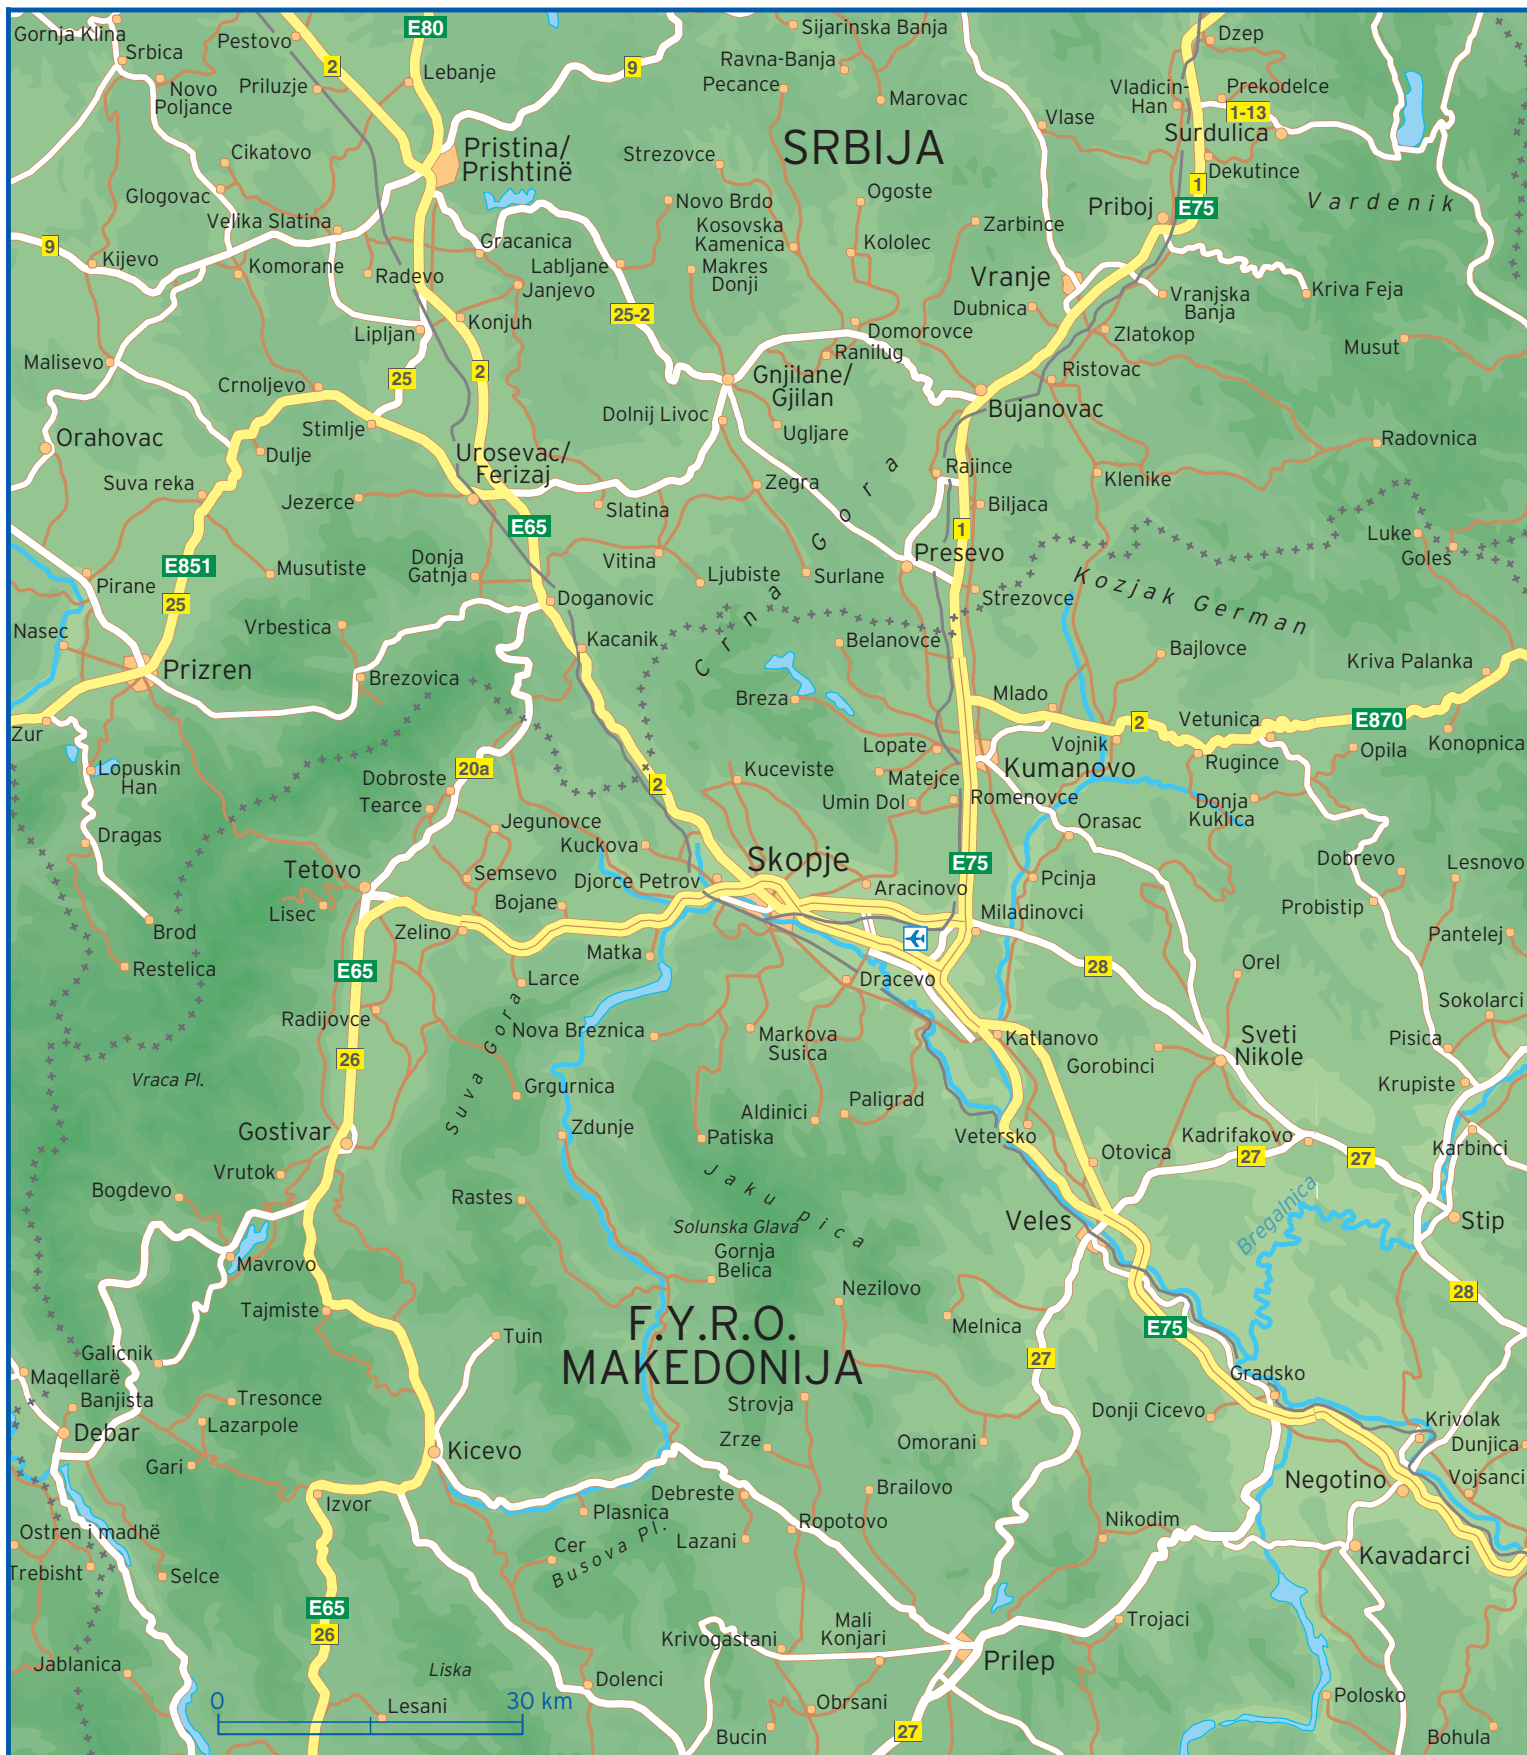 E80
Gornja Klina
Srbica
Pestovo
2
Lebanje
9
Sijarinska Banja
Ravna-Banja
Pecance
Marovac
Dzep
Vladicin-
Han
Prekodelce
1-13
Surdulica
Novo
Poljance
Priluzje
Vlase
Cikatovo
Pristina/
Prishtinë
Strezovce
SRBIJA
Dekutince
1
E75
Vardenik
Glogovac
Novo Brdo
Ogoste
Priboj
Velika Slatina
Kosovska
Kamenica
Zarbince
9
Kijevo
Komorane
Radevo
Gracanica
Labljane
Makres
Donji
Kololec
Vranje
Janjevo
Dubnica
Vranjska
Banja
Kriva Feja
25-2
Lipljan
Konjuh
Domorovce
Zlatokop
Ranilug
Musut
Malisevo
Crnoljevo
25
2
Gnjilane/
Gjilan
Ristovac
Dolnij Livoc
Bujanovac
Orahovac
Stimlje
Ugljare
Radovnica
Dulje
Urosevac/
Ferizaj
Rajince
Klenike
Suva reka
Jezerce
Slatina
Zegra
Biljaca
Crna Gora
E65
1
Luke
Goleš
E851
Musutiste
Donja
Gatnja
Vitina
Ljubiste
Surlane
Presevo
Kozjak German
Pirane
25
Doganovic
Strezovce
Nasec
Vrbestica
Kacanik
Belanovce
Bajlovce
Prizren
Brezovica
Breza
Mlado
Kriva Palanka
Zur
Lopate
Vojnik
2
Vetunica
E870
Opila
Konopnica
Lopuskin
Han
Dobroste
20a
Kuceviste
Matejce
Kumanovo
Rugince
2
Tearce
Umin Dol
Romenovce
Donja
Kuklica
Dragas
Jegunovce
Kuckova
Orasac
Tetovo
Semsevo
Djorce Petrov
Skopje
E75
Dobrevo
Lesnovo
Lisec
Bojane
Aracinovo
Pcinja
Probistip
Brod
Zelino
Miladinovci
Pantelej
Restelica
E65
Matka
28
Orel
Larce
Dracevo
Sokolarci
Radijovce
Suva Gora
Nova Breznica
Markova
Susica
Katlanovo
Sveti
Nikole
Pisica
26
Gorobinci
Vraca Pl.
Grgurnica
Krupiste
Aldinici
Paligrad
Gostivar
Zdunje
Patiska
Vetersko
Kadrifakovo
Karbinci
Vrutok
Otovica
27
27
Bogdevo
Rastes
Jakupica
Bregalnica
Solunska Glava
Veles
Stip
Mavrovo
Gornja
Belica
Nezilovo
28
Tajmiste
F.Y.R.O.
MAKEDONIJA
Melnica
E75
Tuin
Galicnik
27
Maqellarë
Gradsko
Banjista
Tresonce
Strovja
Donji Cicevo
Lazarpole
Krivolak
Debar
Kicevo
Zrze
Omorani
Dunjica
Gari
Negotino
Vojsanci
Izvor
Debreste
Brailovo
Plasnica
Ropotovo
Nikodim
Ostren i madhë
Cer
Busova Pl.
Lazani
Kavadarci
Trebisht
Selce
E65
26
Mali
Konjari
Trojaci
Krivogastani
Jablanica
Liska
Dolenci
Prilep
0
30 km
Lesani
Obrsani
Polosko
Bucin
27
Bohula